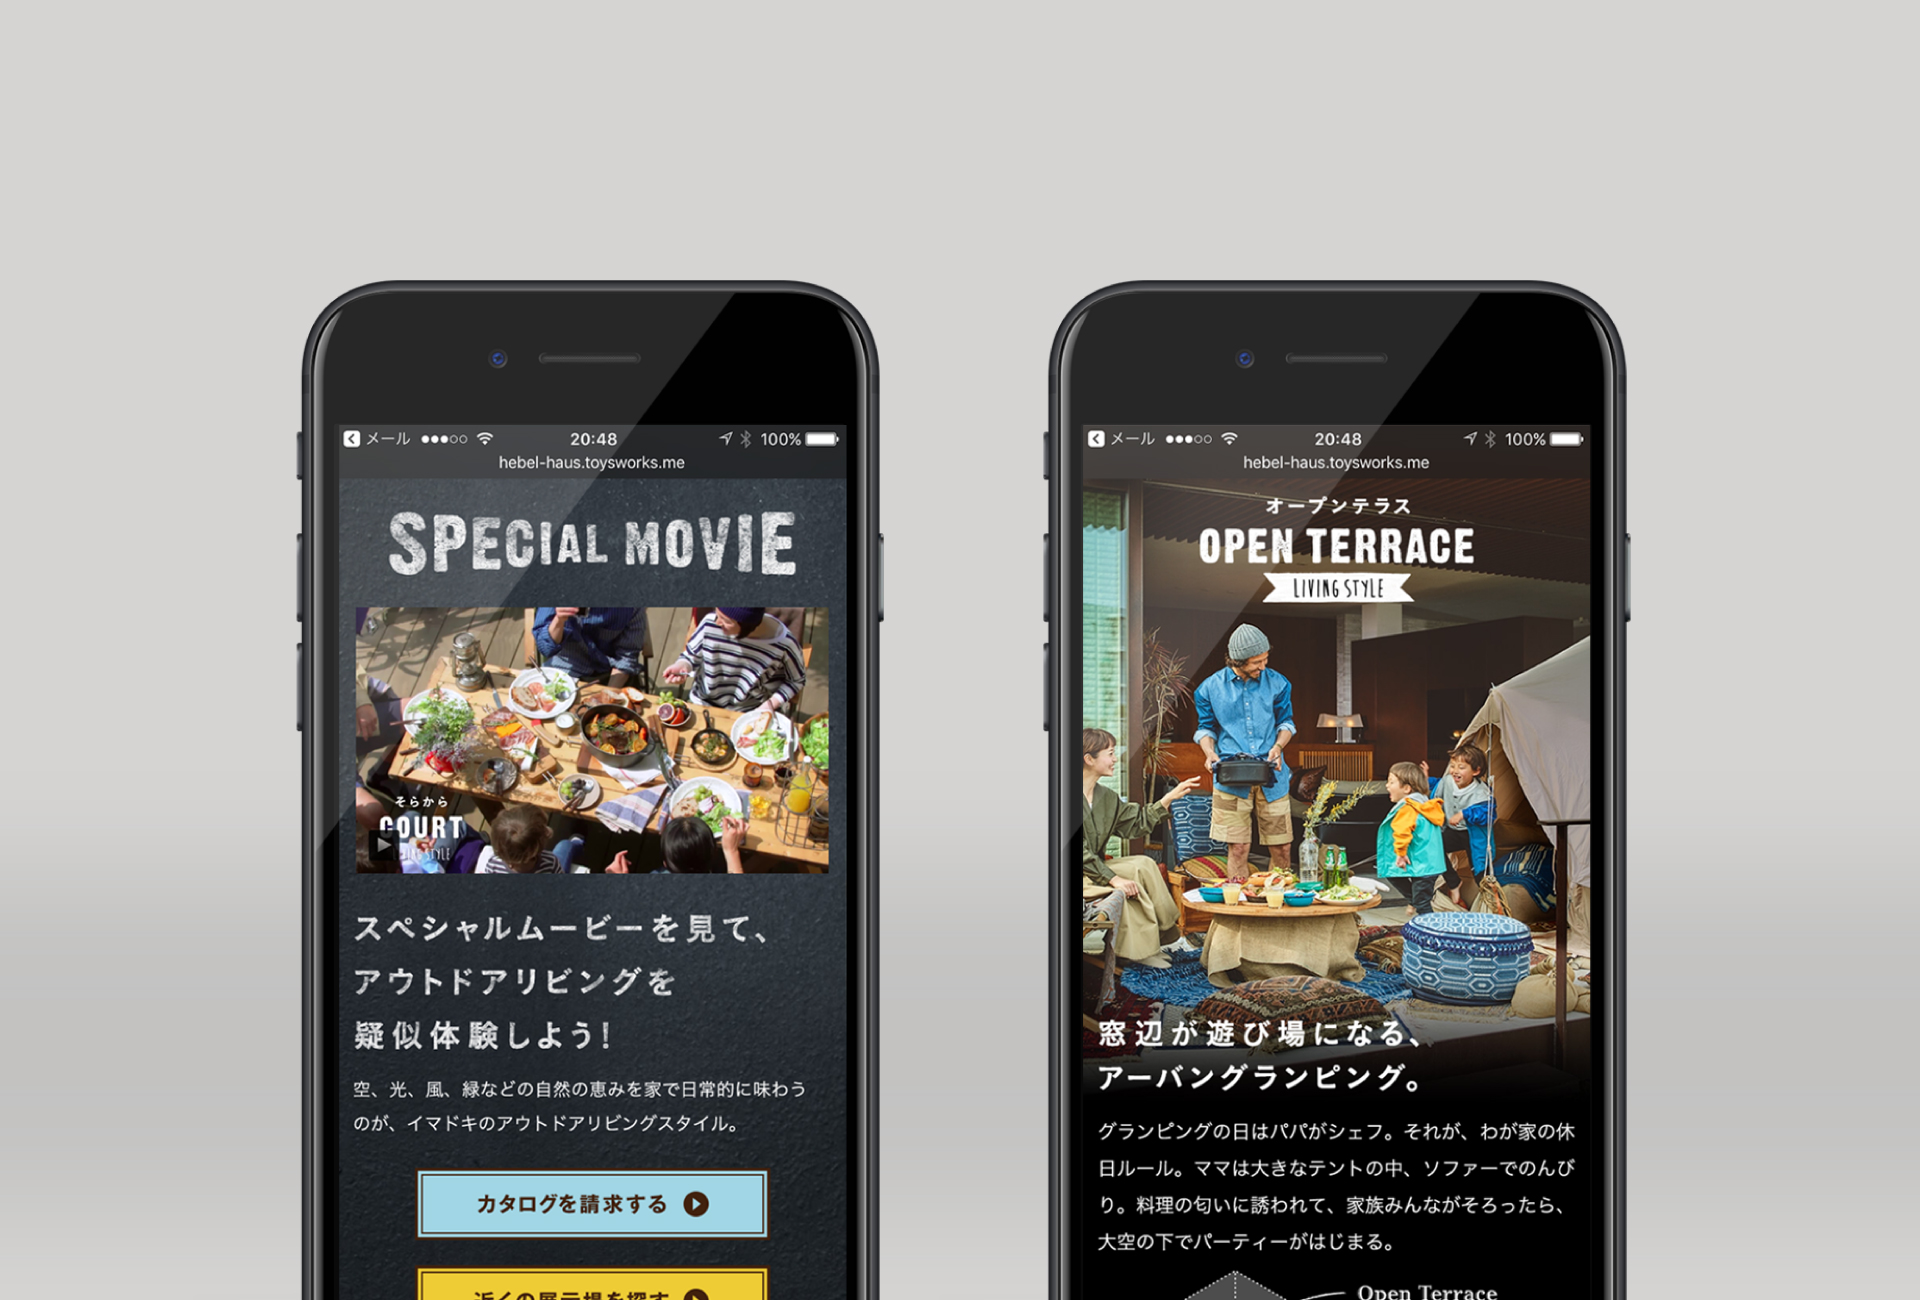 メール
20:48
100%
hebel-haus.toysworks.me
SPECIAL MOVIE
そらから
COURT
スペシャルムービーを見て、
アウトドアリビングを
疑似体験しよう!
空、光、風、緑などの自然の恵みを家で日常的に味わう
のが、イマドキのアウトドアリビングスタイル。
カタログを請求する
近くの展示場を探す
メール
20:48
100%
hebel-haus.toysworks.me
オープンテラス
OPEN TERRACE
LIVING STYLE
窓辺が遊び場になる、
アーバングランピング。
グランピングの日はパパがシェフ。それが、わが家の休
日ルール。ママは大きなテントの中、ソファーでのんび
り。料理の匂いに誘われて、家族みんながそろったら、
大空の下でパーティーがはじまる。
Open Terrace